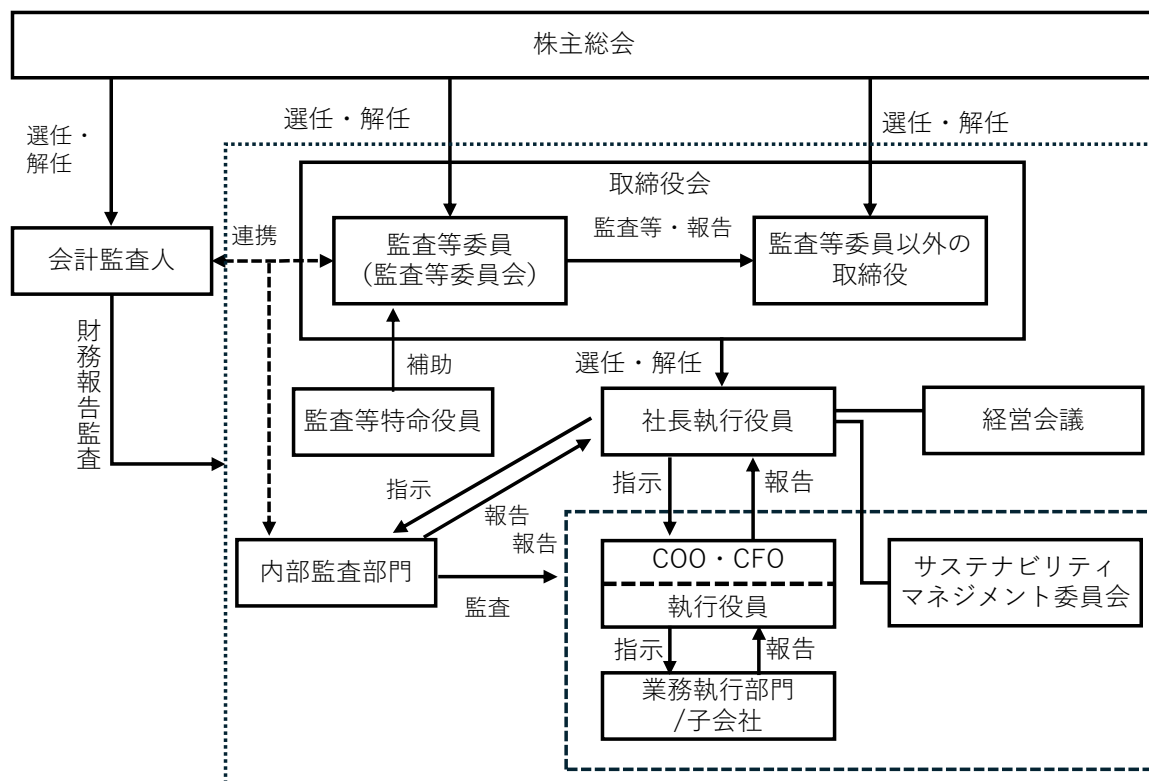 株主総会
選任・
解任
選任・解任
選任・解任
取締役会
会計監査人
連携
監査等委員
(監査等委員会)
監査等・報告
監査等委員以外の
取締役
財務報告監査
補助
選任・解任
監査等特命役員
社長執行役員
経営会議
指示
報告
報告
指示
報告
内部監査部門
監査
COO・CFO
執行役員
サステナビリティ
マネジメント委員会
指示
報告
業務執行部門
/子会社